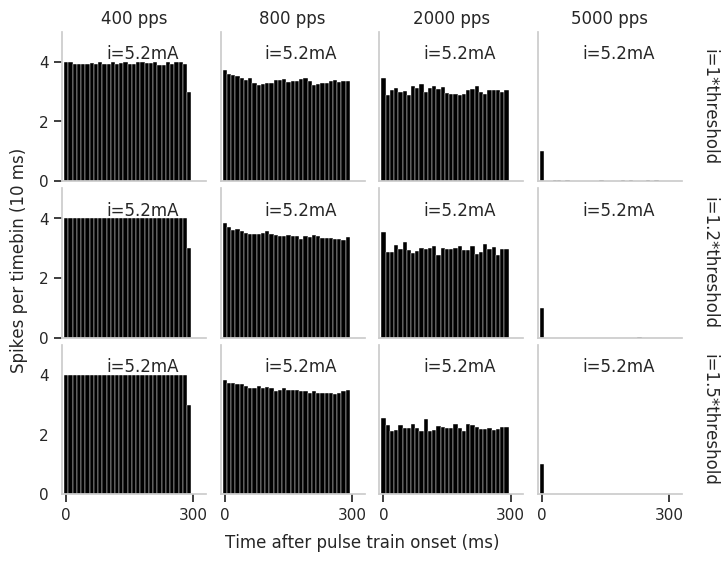 400 pps 800 pps 2000 pps 5000 pps
i=5.2mA i=5.2mA i=5.2mA i=5.2mA
i=1*threshold
4
2
0
i=5.2mA i=5.2mA i=5.2mA i=5.2mA
i=1.2*threshold
4
2
0
Spikes per timebin (10 ms)
i=5.2mA i=5.2mA i=5.2mA i=5.2mA
i=1.5*threshold
4
2
0
0 300 0 300 0 300 0 300
Time after pulse train onset (ms)